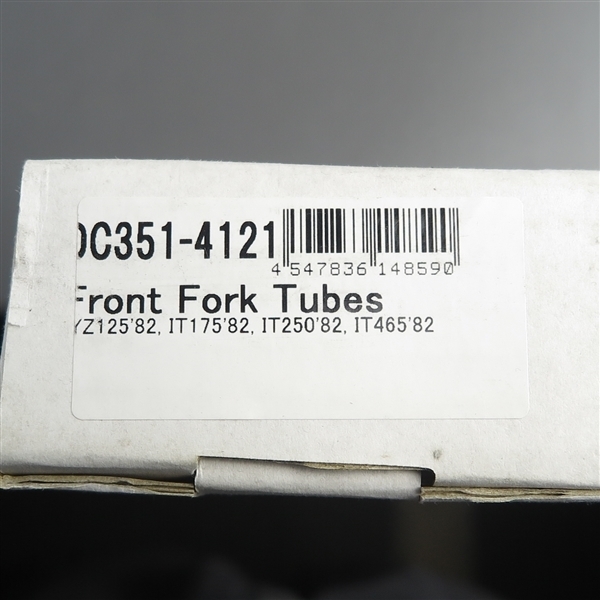 0C351-4121
4 547836 148590
Front Fork Tubes
YZ125'82, IT175'82, IT250'82, IT465'82